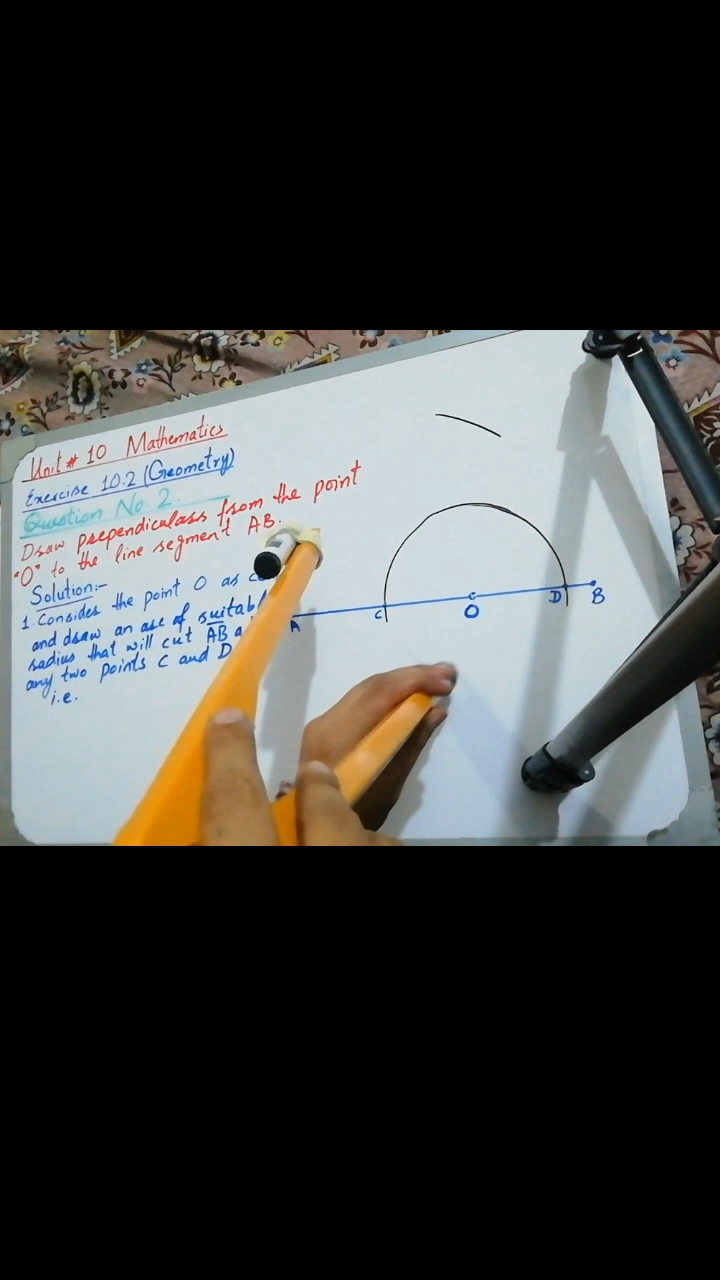 Unit # 10 Mathematics
Exercise 10.2 (Geometry)
Question No. 2.
Draw prependiculars from the point
"O" to the line segment AB.
Solution:-
1. Consider the point O as
and draw an arc of suitabl
radius that will cut AB a
any two points C and D
i.e.
A C O D B